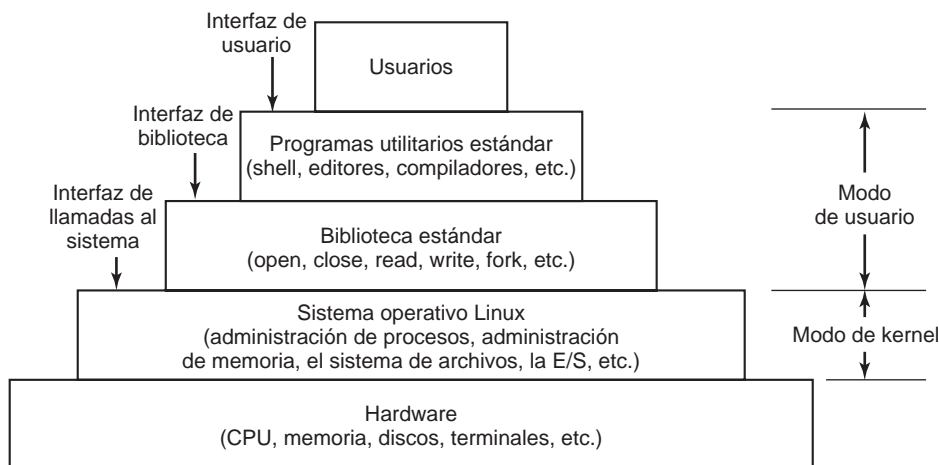 Interfaz de
usuario
Usuarios
Interfaz de
biblioteca
Programas utilitarios estándar
(shell, editores, compiladores, etc.)
Interfaz de
llamadas al
sistema
Modo
de usuario
Biblioteca estándar
(open, close, read, write, fork, etc.)
Sistema operativo Linux
(administración de procesos, administración
de memoria, el sistema de archivos, la E/S, etc.)
Modo de kernel
Hardware
(CPU, memoria, discos, terminales, etc.)